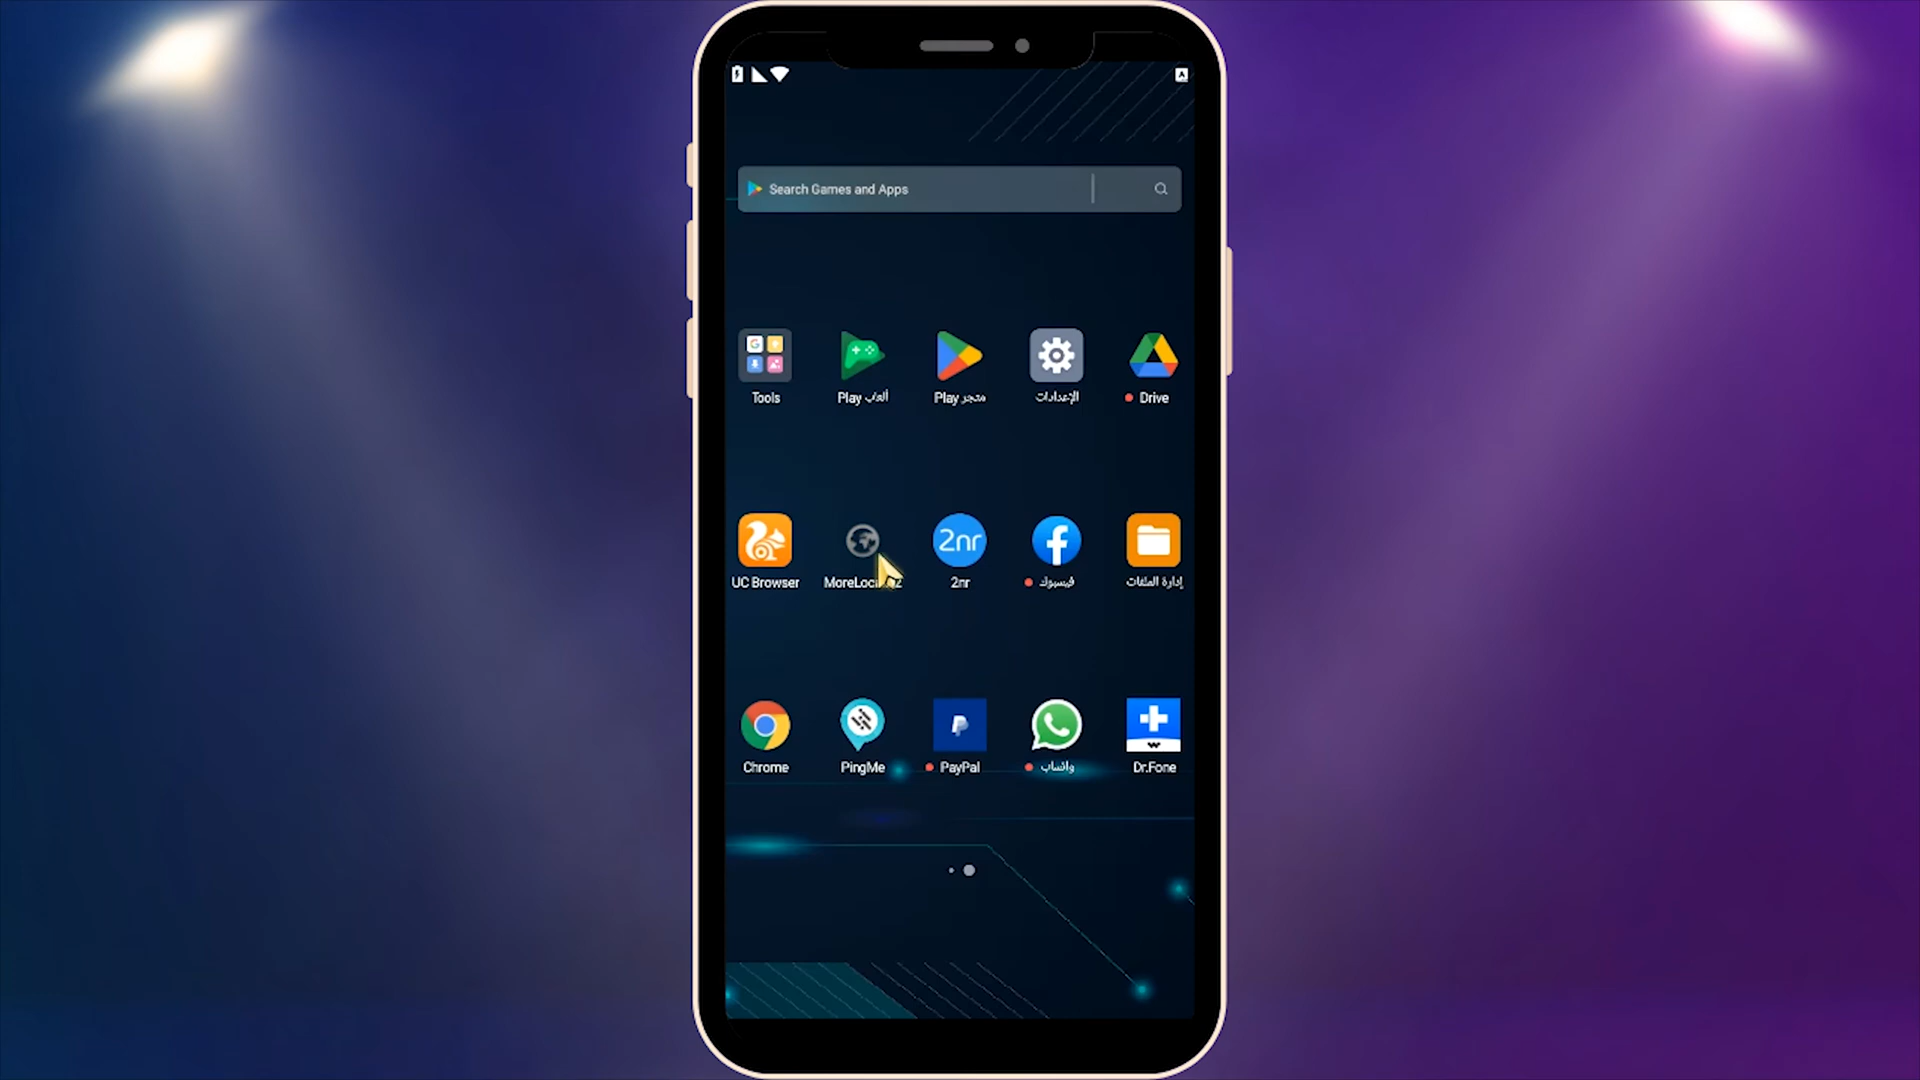 Search Games and Apps
Tools
ألعاب Play
متجر Play
الإعدادات
Drive
UC Browser
2nr
2nr
فيسبوك
إدارة الملفات
Chrome
PingMe
PayPal
واتساب
Dr.Fone